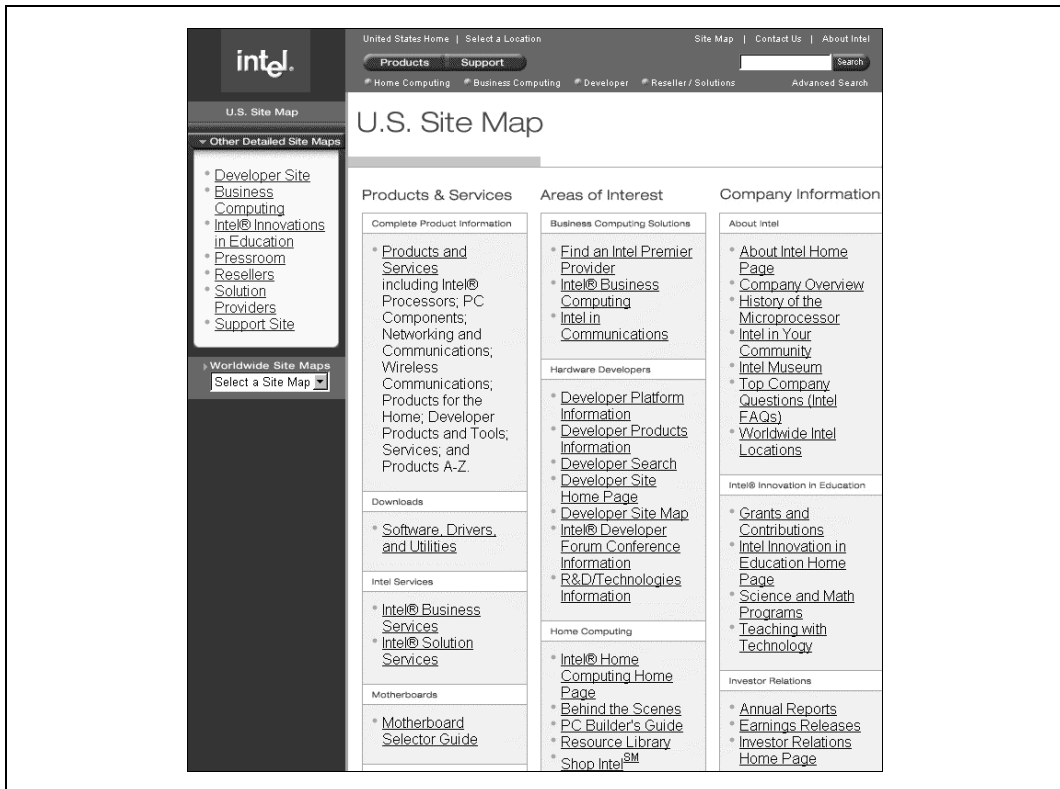 intel.
United States Home | Select a Location
Site Map | Contact Us | About Intel
Products Support
Search
Home Computing Business Computing Developer Reseller / Solutions
Advanced Search
U.S. Site Map
Other Detailed Site Maps
Developer Site
Business
Computing
Intel® Innovations
in Education
Pressroom
Resellers
Solution
Providers
Support Site
Worldwide Site Maps
Select a Site Map
U.S. Site Map
Products & Services
Complete Product Information
Products and
Services
including Intel®
Processors; PC
Components;
Networking and
Communications;
Wireless
Communications;
Products for the
Home; Developer
Products and Tools;
Services; and
Products A-Z.
Downloads
Software, Drivers,
and Utilities
Intel Services
Intel® Business
Services
Intel® Solution
Services
Motherboards
Motherboard
Selector Guide
Areas of Interest
Business Computing Solutions
Find an Intel Premier
Provider
Intel® Business
Computing
Intel in
Communications
Hardware Developers
Developer Platform
Information
Developer Products
Information
Developer Search
Developer Site
Home Page
Developer Site Map
Intel® Developer
Forum Conference
Information
R&D/Technologies
Information
Home Computing
Intel® Home
Computing Home
Page
Behind the Scenes
PC Builder's Guide
Resource Library
Shop Intel℠
Company Information
About Intel
About Intel Home
Page
Company Overview
History of the
Microprocessor
Intel in Your
Community
Intel Museum
Top Company
Questions (Intel
FAQs)
Worldwide Intel
Locations
Intel® Innovation in Education
Grants and
Contributions
Intel Innovation in
Education Home
Page
Science and Math
Programs
Teaching with
Technology
Investor Relations
Annual Reports
Earnings Releases
Investor Relations
Home Page